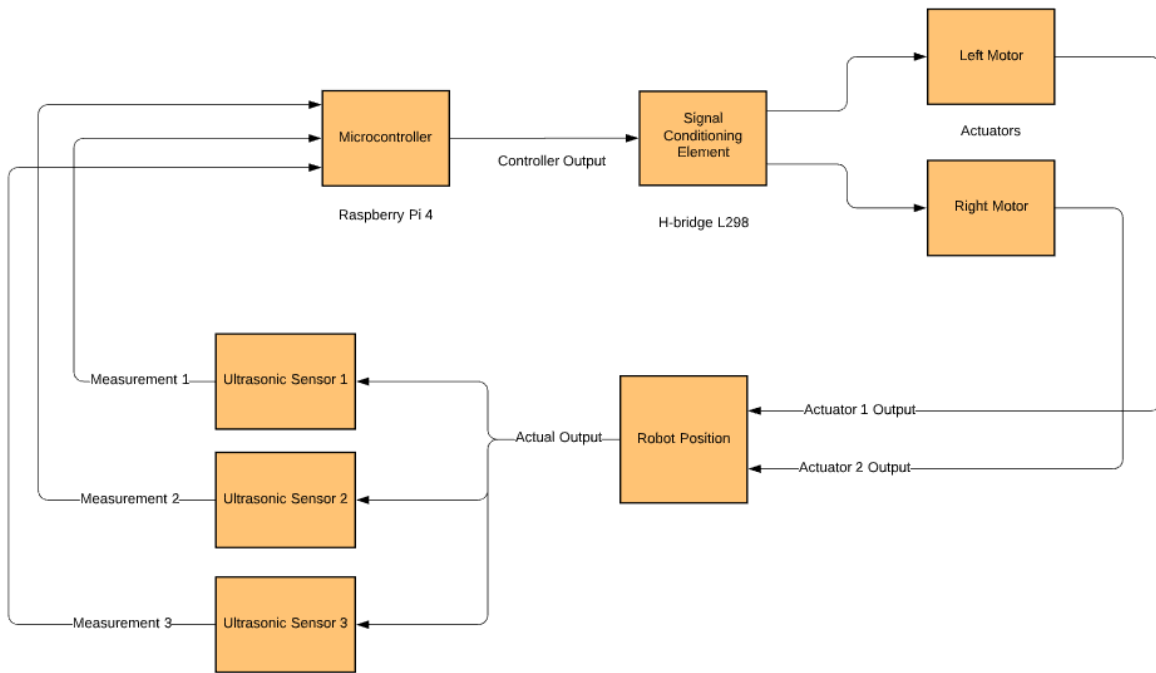 Left Motor
Actuators
Microcontroller
Raspberry Pi 4
Controller Output
Signal
Conditioning
Element
H-bridge L298
Right Motor
Measurement 1
Ultrasonic Sensor 1
Actual Output
Robot Position
Actuator 1 Output
Actuator 2 Output
Measurement 2
Ultrasonic Sensor 2
Measurement 3
Ultrasonic Sensor 3